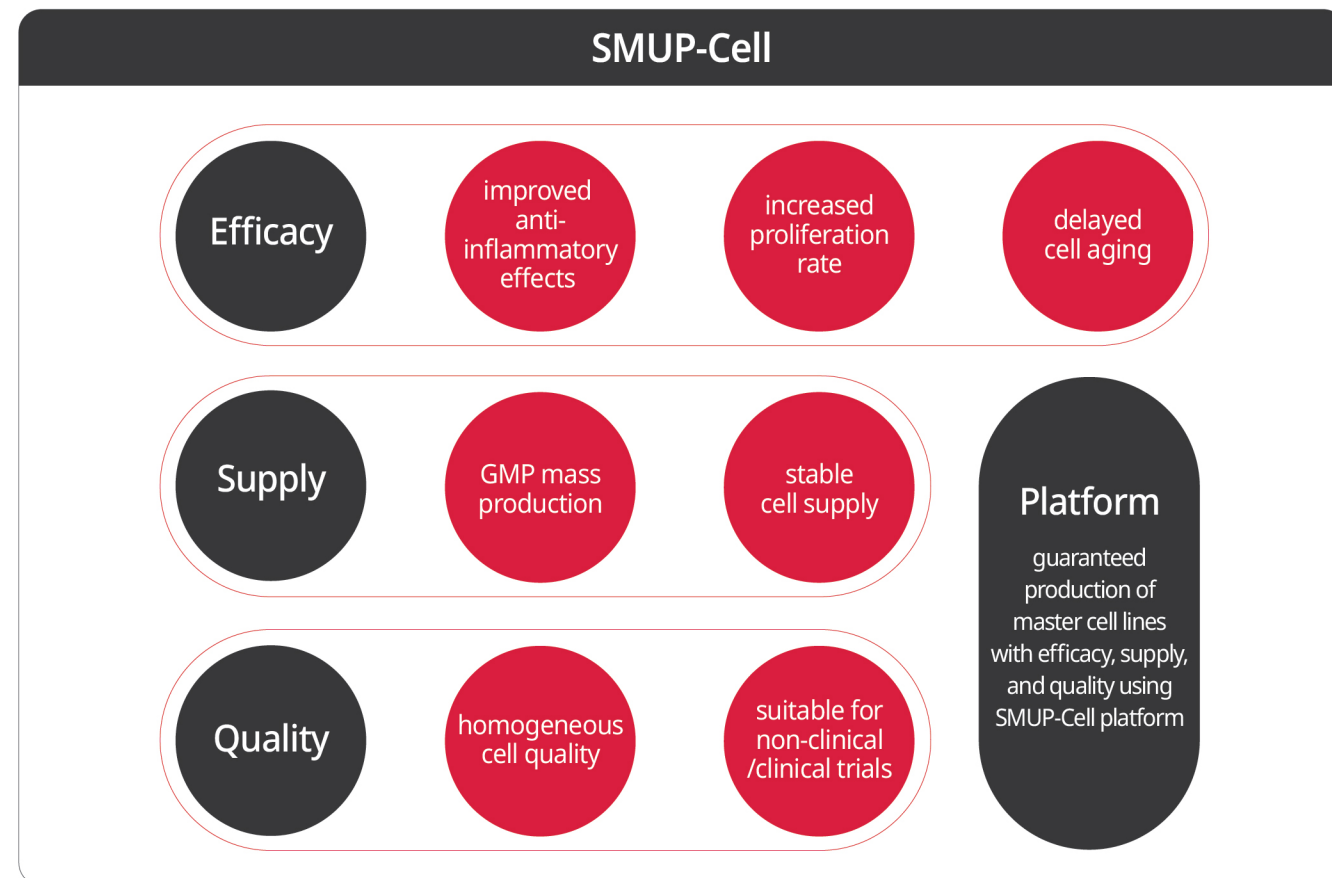 SMUP-Cell
Efficacy
improved
anti-
inflammatory
effects
increased
proliferation
rate
delayed
cell aging
Supply
GMP mass
production
stable
cell supply
Platform
guaranteed
production of
master cell lines
with efficacy, supply,
and quality using
SMUP-Cell platform
Quality
homogeneous
cell quality
suitable for
non-clinical
/clinical trials